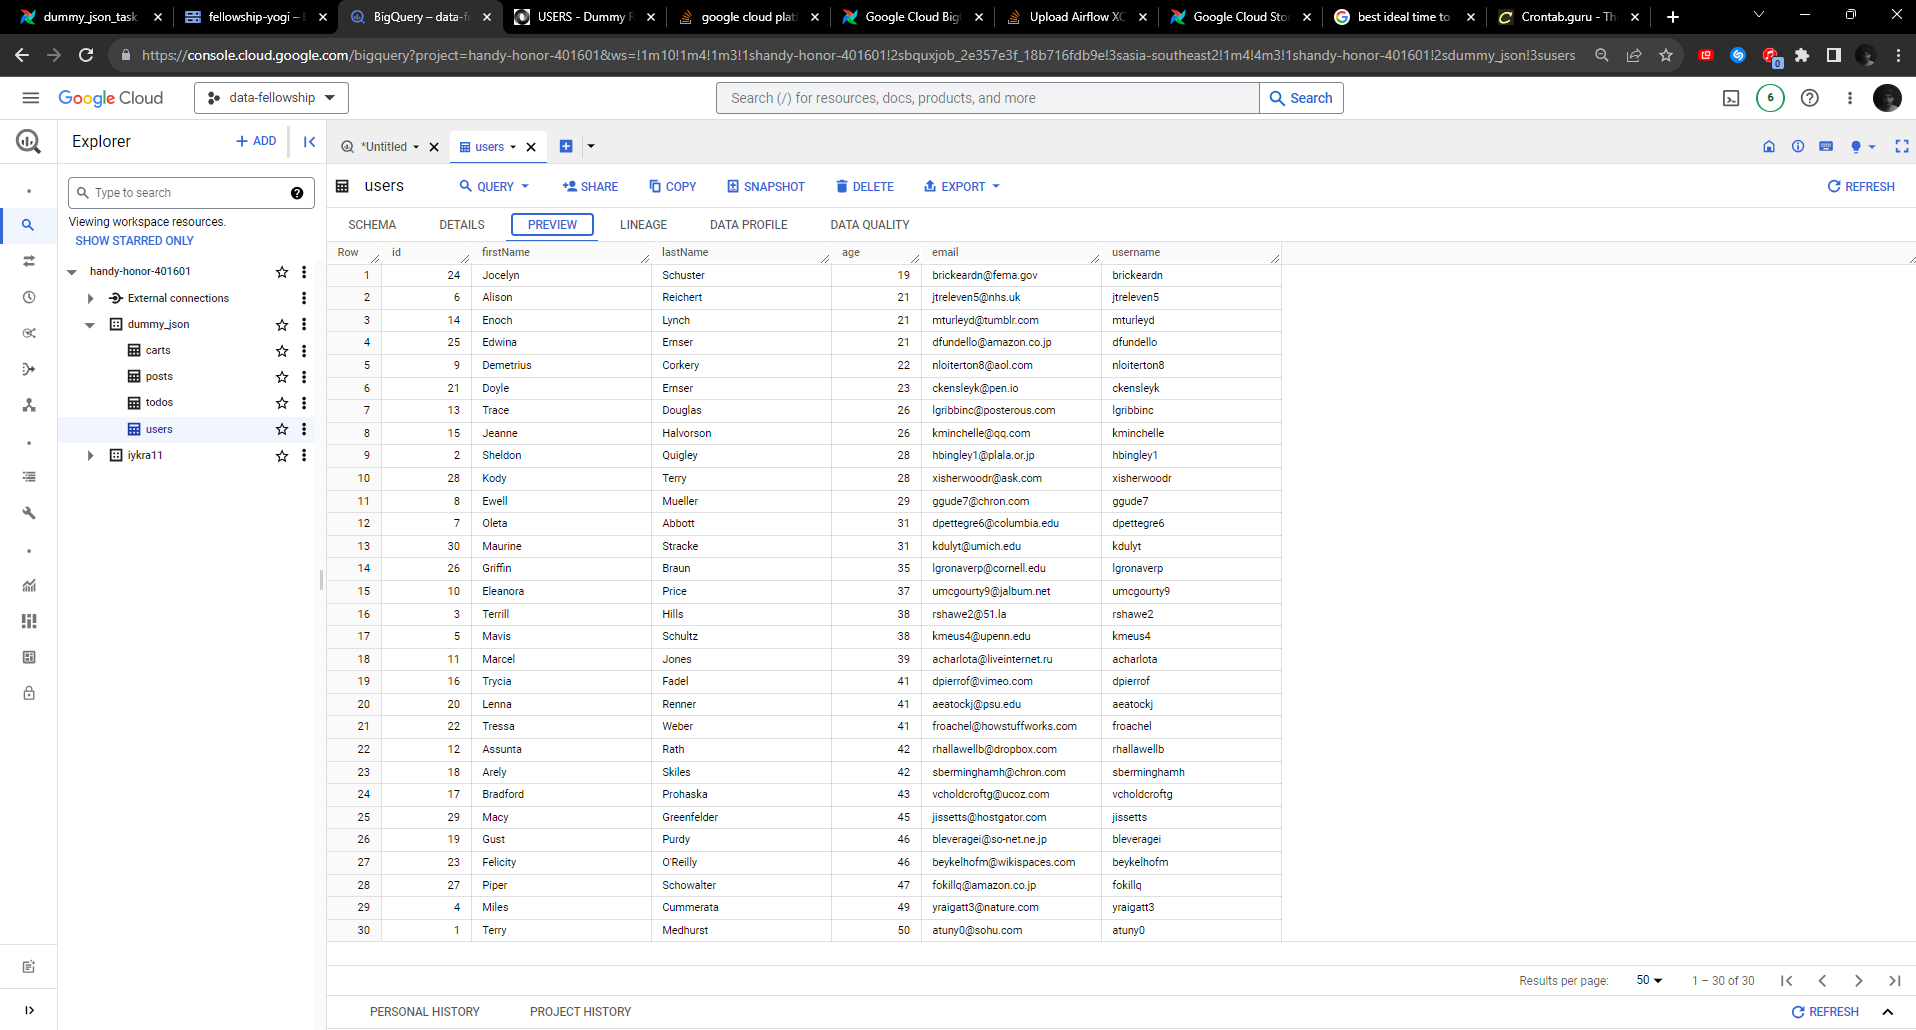 dummy_json_task
fellowship-yogi –
BigQuery – data-f
USERS - Dummy R
google cloud platf
Google Cloud Big
Upload Airflow XC
Google Cloud Sto
best ideal time to
Crontab.guru - Th
https://console.cloud.google.com/bigquery?project=handy-honor-401601&ws=!1m10!1m4!1m3!1shandy-honor-401601!2sbquxjob_2e357e3f_18b716fdb9e!3sasia-southeast2!1m4!4m3!1shandy-honor-401601!2sdummy_json!3susers
0
Google Cloud
data-fellowship
Search (/) for resources, docs, products, and more
Search
6
Explorer
+ ADD
*Untitled
users
Type to search
users
QUERY
SHARE
COPY
SNAPSHOT
DELETE
EXPORT
REFRESH
Viewing workspace resources.
SHOW STARRED ONLY
handy-honor-401601
External connections
dummy_json
carts
posts
todos
users
iykra11
SCHEMA DETAILS PREVIEW LINEAGE DATA PROFILE DATA QUALITY
Row id firstName lastName age email username
1 24 Jocelyn Schuster 19 brickeardn@fema.gov brickeardn
2 6 Alison Reichert 21 jtreleven5@nhs.uk jtreleven5
3 14 Enoch Lynch 21 mturleyd@tumblr.com mturleyd
4 25 Edwina Ernser 21 dfundello@amazon.co.jp dfundello
5 9 Demetrius Corkery 22 nloiterton8@aol.com nloiterton8
6 21 Doyle Ernser 23 ckensleyk@pen.io ckensleyk
7 13 Trace Douglas 26 lgribbinc@posterous.com lgribbinc
8 15 Jeanne Halvorson 26 kminchelle@qq.com kminchelle
9 2 Sheldon Quigley 28 hbingley1@plala.or.jp hbingley1
10 28 Kody Terry 28 xisherwoodr@ask.com xisherwoodr
11 8 Ewell Mueller 29 ggude7@chron.com ggude7
12 7 Oleta Abbott 31 dpettegre6@columbia.edu dpettegre6
13 30 Maurine Stracke 31 kdulyt@umich.edu kdulyt
14 26 Griffin Braun 35 lgronaverp@cornell.edu lgronaverp
15 10 Eleanora Price 37 umcgourty9@jalbum.net umcgourty9
16 3 Terrill Hills 38 rshawe2@51.la rshawe2
17 5 Mavis Schultz 38 kmeus4@upenn.edu kmeus4
18 11 Marcel Jones 39 acharlota@liveinternet.ru acharlota
19 16 Trycia Fadel 41 dpierrof@vimeo.com dpierrof
20 20 Lenna Renner 41 aeatockj@psu.edu aeatockj
21 22 Tressa Weber 41 froachel@howstuffworks.com froachel
22 12 Assunta Rath 42 rhallawellb@dropbox.com rhallawellb
23 18 Arely Skiles 42 sberminghamh@chron.com sberminghamh
24 17 Bradford Prohaska 43 vcholdcroftg@ucoz.com vcholdcroftg
25 29 Macy Greenfelder 45 jissetts@hostgator.com jissetts
26 19 Gust Purdy 46 bleveragei@so-net.ne.jp bleveragei
27 23 Felicity O'Reilly 46 beykelhofm@wikispaces.com beykelhofm
28 27 Piper Schowalter 47 fokillq@amazon.co.jp fokillq
29 4 Miles Cummerata 49 yraigatt3@nature.com yraigatt3
30 1 Terry Medhurst 50 atuny0@sohu.com atuny0
Results per page: 50 1 – 30 of 30
PERSONAL HISTORY PROJECT HISTORY
REFRESH